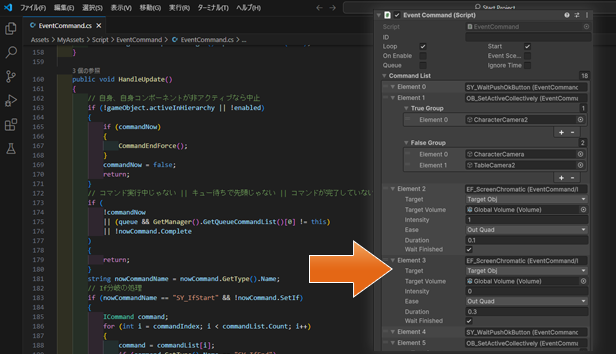 ファイル(F) 編集(E) 選択(S) 表示(V) 移動(G) 実行(R) ターミナル(T) ヘルプ(H)
Start Project
EventCommand.cs
Assets > MyAssets > Script > EventCommand > EventCommand.cs > ...
158 }
159
3 個の参照
160 public void HandleUpdate()
161 {
162 // 自身、自身コンポーネントが非アクティブなら中止
163 if (!gameObject.activeInHierarchy || !enabled)
164 {
165 if (commandNow)
166 {
167 CommandEndForce();
168 }
169 commandNow = false;
170 return;
171 }
172 // コマンド実行中じゃない || キュー待ちで先頭じゃない || コマンドが完了していない
173 if (
174 !commandNow
175 || (queue && GetManager().GetQueueCommandList()[0] != this)
176 || !nowCommand.Complete
177 )
178 {
179 return;
180 }
181 string nowCommandName = nowCommand.GetType().Name;
182 // If分岐の処理
183 if (nowCommandName == "SY_IfStart" && !nowCommand.SetIf)
184 {
185 ICommand command;
186 for (int i = commandIndex; i < commandList.Count; i++)
187 {
188 command = commandList[i];
Event Command (Script)
Script EventCommand
ID
Loop Start
On Enable Event Sce...
Queue Ignore Time
Command List 18
Element 0 SY_WaitPushOkButton (EventComman
Element 1 OB_SetActiveCollectively (EventComma
True Group 1
Element 0 CharacterCamera2
+ -
False Group 2
Element 0 CharacterCamera
Element 1 TableCamera2
+ -
Element 2 EF_ScreenChromatic (EventCommand/I
Target Target Obj
Target Volume Global Volume (Volume)
Intensity 1
Ease Out Quad
Duration 0.1
Wait Finished
Element 3 EF_ScreenChromatic (EventCommand/I
Target Target Obj
Target Volume Global Volume (Volume)
Intensity 0
Ease Out Quad
Duration 0.3
Wait Finished
Element 4 SY_WaitPushOkButton (EventComman
Element 5 OB_SetActiveCollectively (EventComma